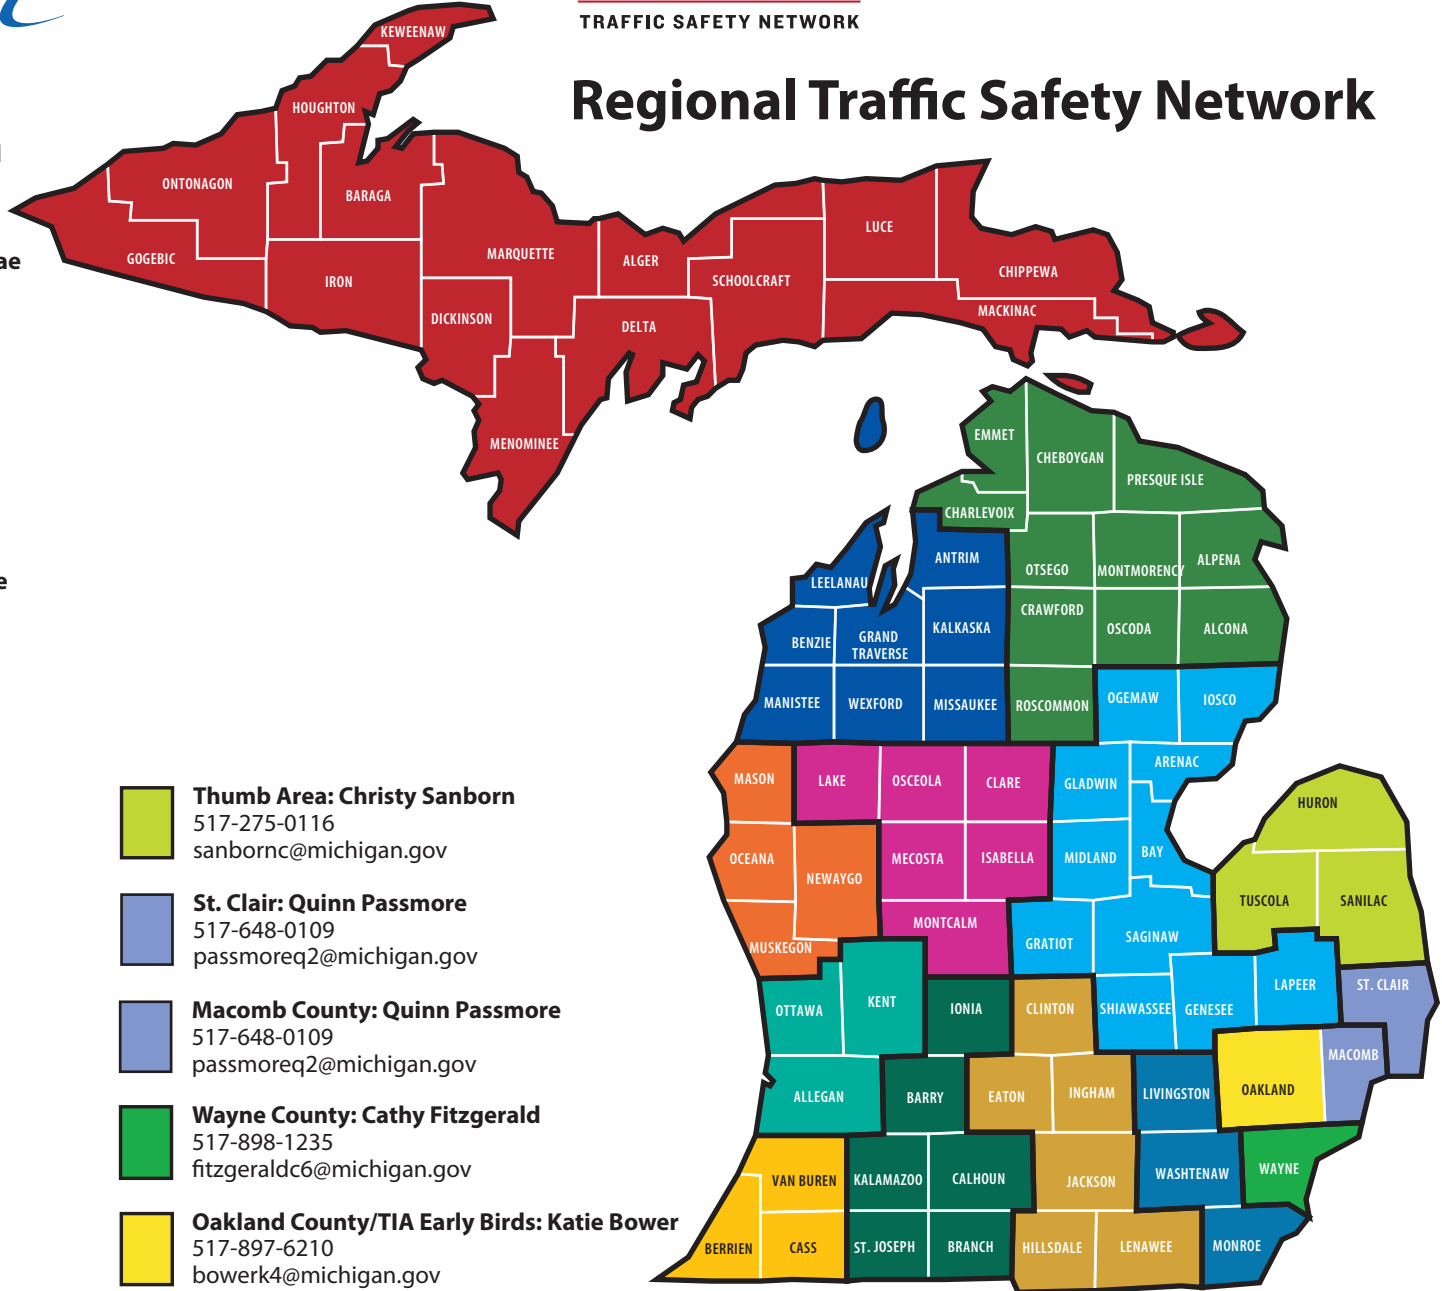 TRAFFIC SAFETY NETWORK
Regional Traffic Safety Network
KEWEENAW
HOUGHTON
ONTONAGON
BARAGA
GOGEBIC
IRON
MARQUETTE
DICKINSON
MENOMINEE
ALGER
DELTA
SCHOOLCRAFT
LUCE
CHIPPEWA
MACKINAC
ae
e
EMMET
CHEBOYGAN
PRESQUE ISLE
CHARLEVOIX
ANTRIM
OTSEGO
MONTMORENCY
ALPENA
LEELANAU
CRAWFORD
OSCODA
ALCONA
BENZIE
GRAND
TRAVERSE
KALKASKA
MANISTEE
WEXFORD
MISSAUKEE
ROSCOMMON
OGEMAW
IOSCO
MASON
LAKE
OSCEOLA
CLARE
GLADWIN
ARENAC
OCEANA
NEWAYGO
MECOSTA
ISABELLA
MIDLAND
BAY
HURON
TUSCOLA
SANILAC
MUSKEGON
MONTCALM
GRATIOT
SAGINAW
OTTAWA
KENT
IONIA
CLINTON
SHIAWASSEE
GENESEE
LAPEER
ST. CLAIR
ALLEGAN
BARRY
EATON
INGHAM
LIVINGSTON
OAKLAND
MACOMB
VAN BUREN
KALAMAZOO
CALHOUN
JACKSON
WASHTENAW
WAYNE
BERRIEN
CASS
ST. JOSEPH
BRANCH
HILLSDALE
LENAWEE
MONROE
Thumb Area: Christy Sanborn
517-275-0116
sanbornc@michigan.gov
St. Clair: Quinn Passmore
517-648-0109
passmoreq2@michigan.gov
Macomb County: Quinn Passmore
517-648-0109
passmoreq2@michigan.gov
Wayne County: Cathy Fitzgerald
517-898-1235
fitzgeraldc6@michigan.gov
Oakland County/TIA Early Birds: Katie Bower
517-897-6210
bowerk4@michigan.gov